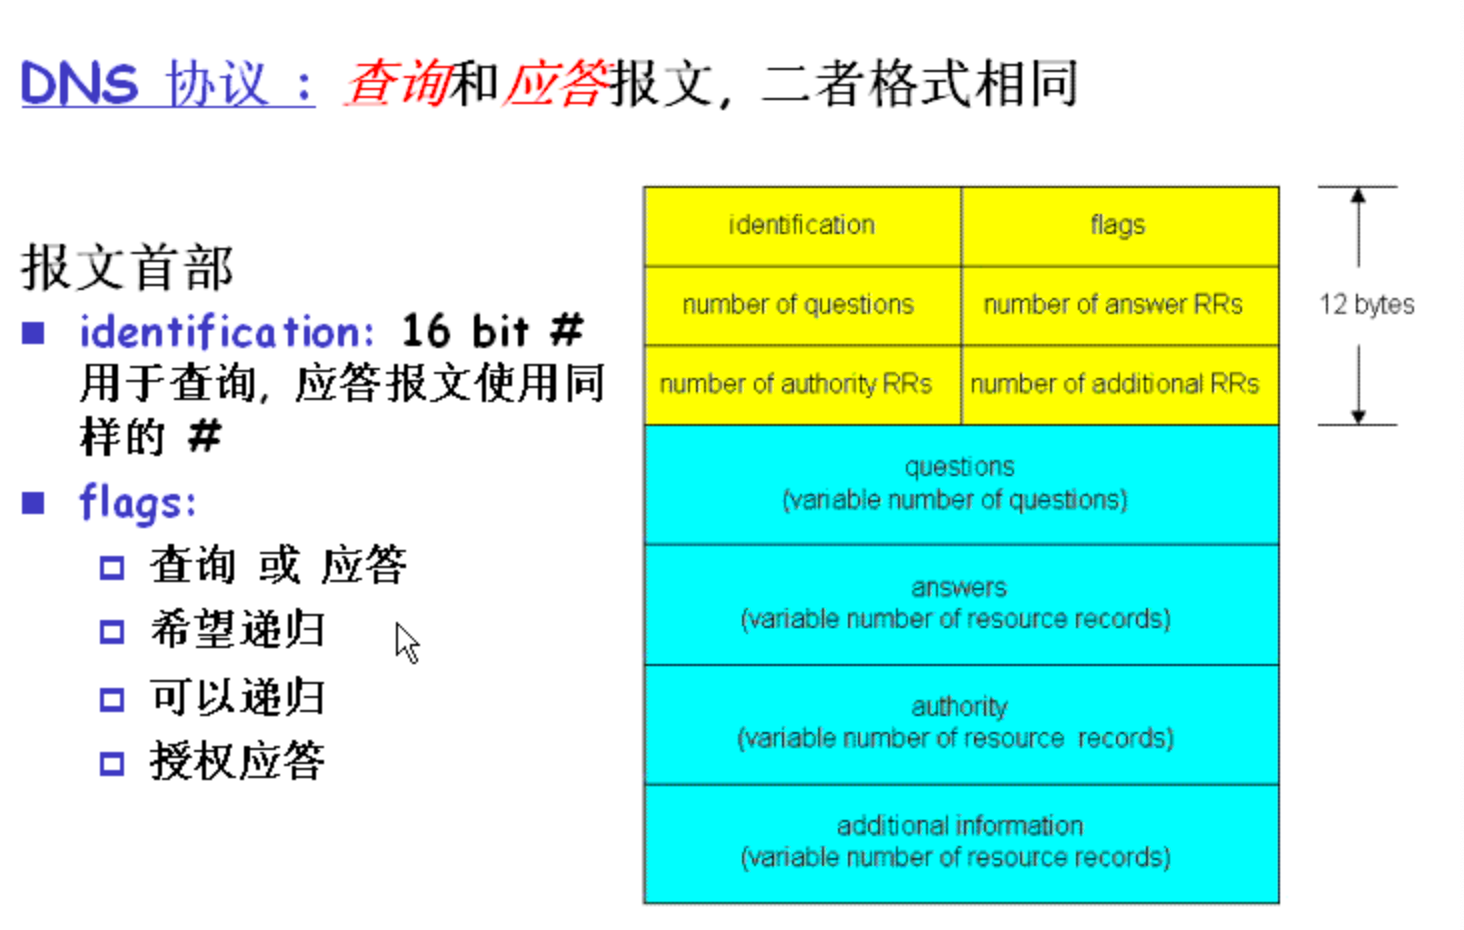 DNS 协议 : 查询和应答报文, 二者格式相同
报文首部
■ identification: 16 bit #
用于查询, 应答报文使用同
样的 #
■ flags:
查询 或 应答
希望递归
可以递归
授权应答
identification
flags
number of questions
number of answer RRs
number of authority RRs
number of additional RRs
12 bytes
questions
(variable number of questions)
answers
(variable number of resource records)
authority
(variable number of resource records)
additional information
(variable number of resource records)